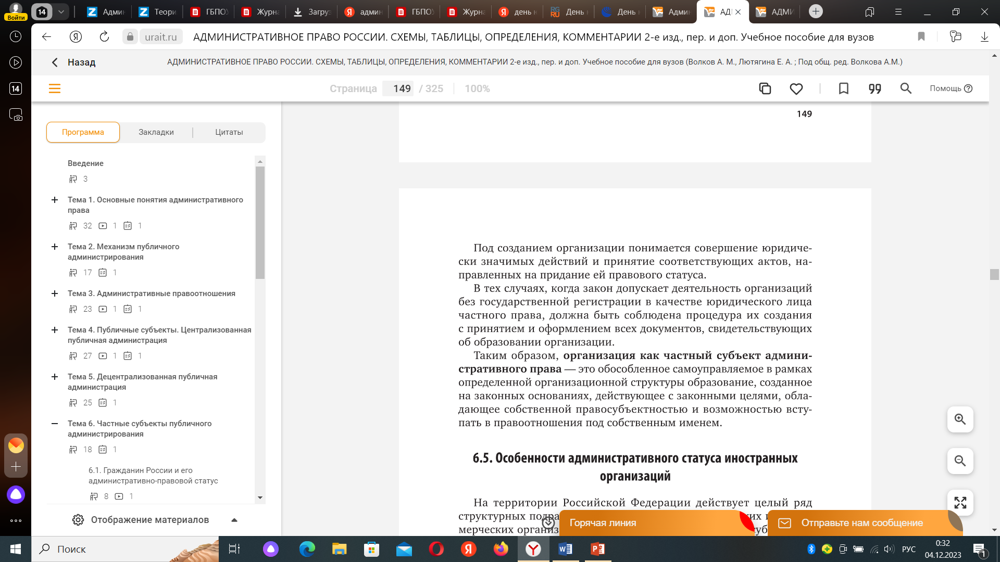 Войти
14
Админ
Теори
ГБПОУ
Журна
Загруз
админ
ГБПОУ
Журна
день н
День н
День н
Админ
АД
АДМИ
urait.ru
АДМИНИСТРАТИВНОЕ ПРАВО РОССИИ. СХЕМЫ, ТАБЛИЦЫ, ОПРЕДЕЛЕНИЯ, КОММЕНТАРИИ 2-е изд., пер. и доп. Учебное пособие для вузов
Назад
АДМИНИСТРАТИВНОЕ ПРАВО РОССИИ. СХЕМЫ, ТАБЛИЦЫ, ОПРЕДЕЛЕНИЯ, КОММЕНТАРИИ 2-е изд., пер. и доп. Учебное пособие для вузов (Волков А. М., Лютягина Е. А. ; Под общ. ред. Волкова А.М.)
14
Страница 149 / 325 100%
Помощь
Программа
Закладки
Цитаты
Введение
3
Тема 1. Основные понятия административного
права
32 1 1
Тема 2. Механизм публичного
администрирования
17 1
Тема 3. Административные правоотношения
23 1 1
Тема 4. Публичные субъекты. Централизованная
публичная администрация
27 1 1
Тема 5. Децентрализованная публичная
администрация
25 1
Тема 6. Частные субъекты публичного
администрирования
18 1
6.1. Гражданин России и его
административно-правовой статус
8 1
Отображение материалов
149
Под созданием организации понимается совершение юридиче-
ски значимых действий и принятие соответствующих актов, на-
правленных на придание ей правового статуса.
В тех случаях, когда закон допускает деятельность организаций
без государственной регистрации в качестве юридического лица
частного права, должна быть соблюдена процедура их создания
с принятием и оформлением всех документов, свидетельствующих
об образовании организации.
Таким образом, организация как частный субъект админи-
стративного права — это обособленное самоуправляемое в рамках
определенной организационной структуры образование, созданное
на законных основаниях, действующее с законными целями, обла-
дающее собственной правосубъектностью и возможностью всту-
пать в правоотношения под собственным именем.
6.5. Особенности административного статуса иностранных
организаций
На территории Российской Федерации действует целый ряд
структурных подра
мерческих организ
Горячая линия
Отправьте нам сообщение
Поиск
РУС
0:32
04.12.2023
1